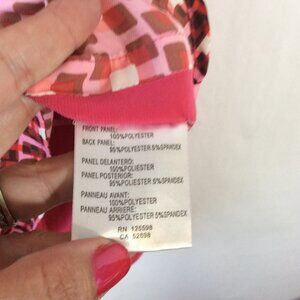 FRONT PANEL:
100%POLYESTER
BACK PANEL:
95%POLYESTER 5%SPANDEX
PANEL DELANTERO:
100%POLIESTER
PANEL POSTERIOR:
95%POLIESTER 5%SPANDEX
PANNEAU AVANT:
100%POLYESTER
PANNEAU ARRIERE:
95%POLYESTER 5%SPANDEX
RN 125598
CA 52698